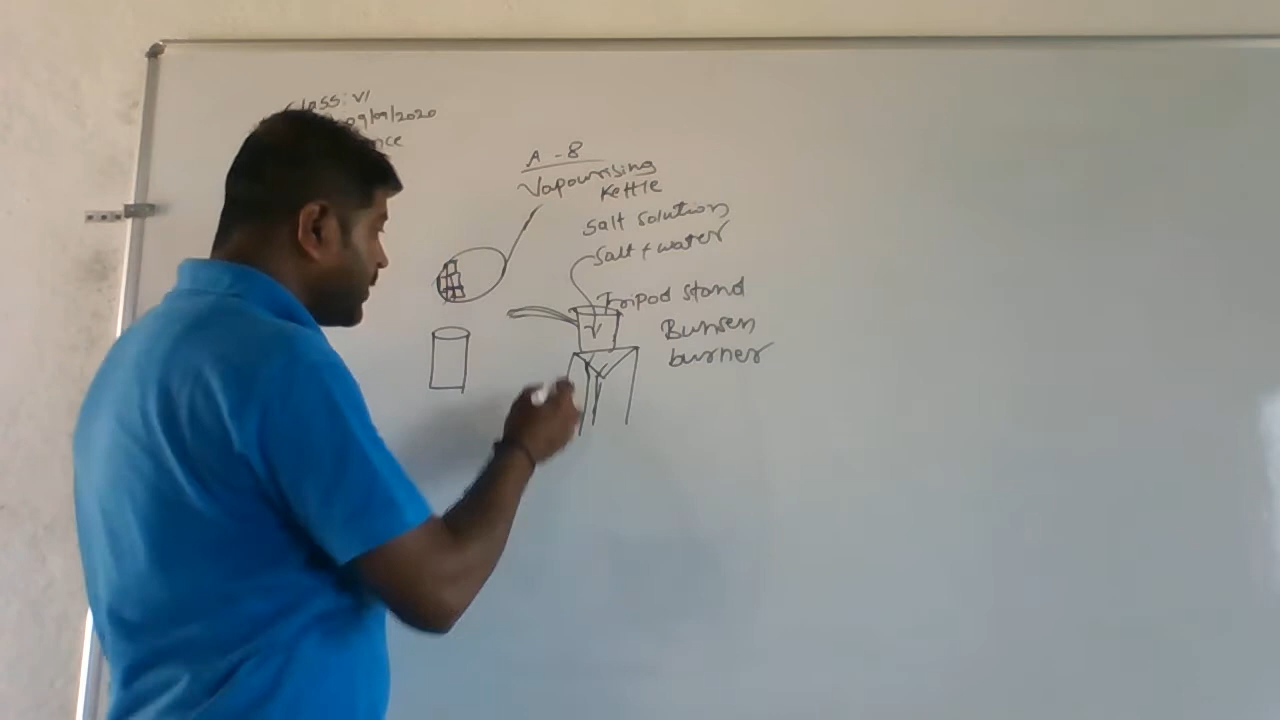 Class: VI
09/09/2020
A - 8
Vapourising
Kettle
Salt solution
Salt + water
Tripod stand
V
Bunsen
burner